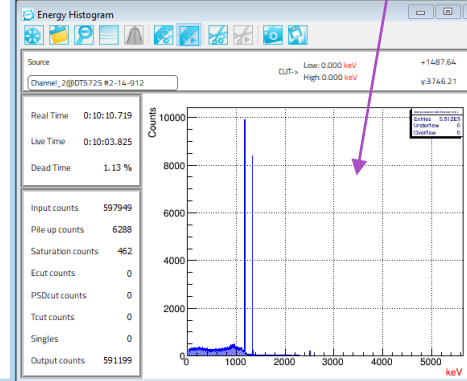 Energy Histogram
Source
Channel_2@DT5725 #2-14-912
CUT-> Low: 0.000 keV
High: 0.000 keV
+1487.64
y:3746.21
Real Time 0:10:10.719
Live Time 0:10:03.825
Dead Time 1.13 %
Input counts 597949
Pile up counts 6288
Saturation counts 462
Ecut counts 0
PSDcut counts 0
Tcut counts 0
Singles 0
Output counts 591199
Counts
10000
8000
6000
4000
2000
0
0 1000 2000 3000 4000 5000
keV
Entries 5.912E5
Underflow 0
Overflow 0